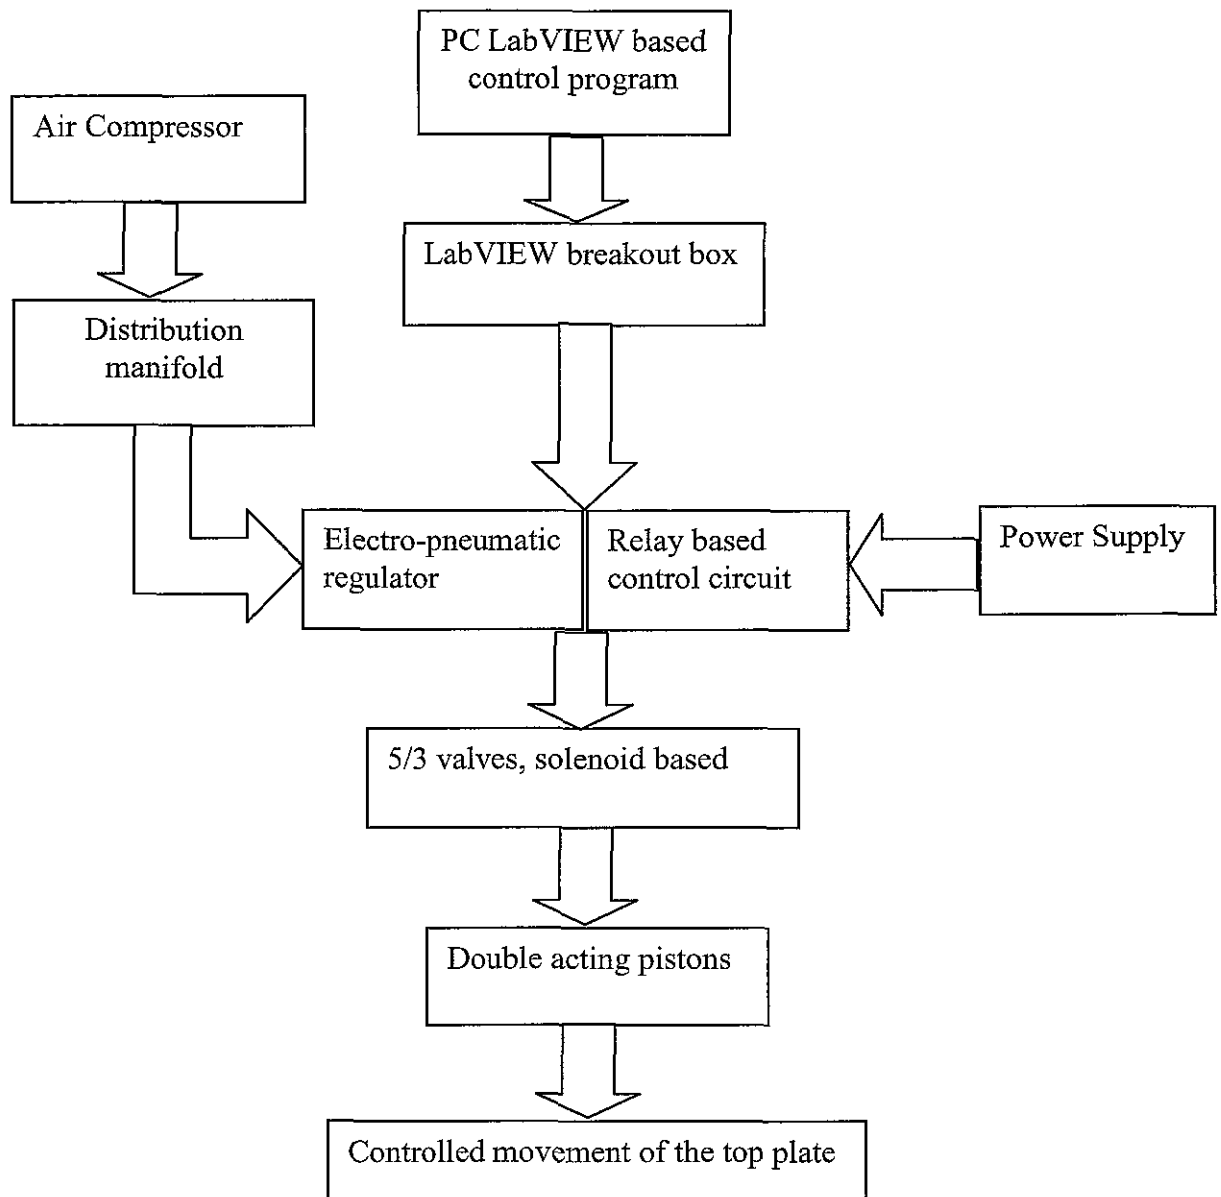 PC LabVIEW based
control program
Air Compressor
LabVIEW breakout box
Distribution
manifold
Electro-pneumatic
regulator
Relay based
control circuit
Power Supply
5/3 valves, solenoid based
Double acting pistons
Controlled movement of the top plate